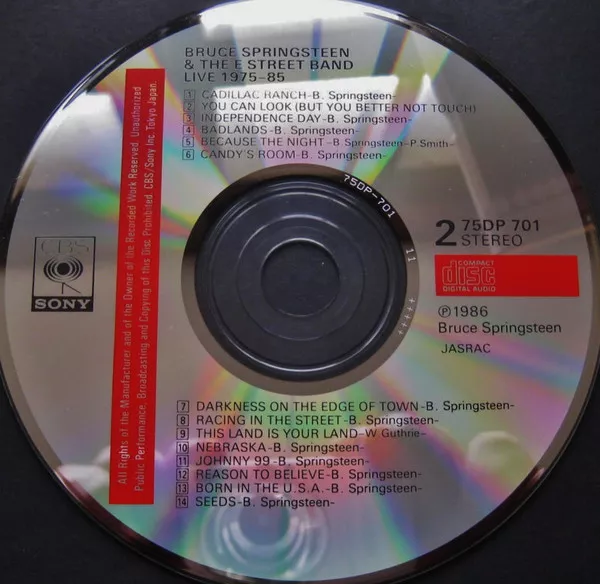 BRUCE SPRINGSTEEN
& THE E STREET BAND
LIVE 1975-85
1 CADILLAC RANCH-B. Springsteen-
2 YOU CAN LOOK (BUT YOU BETTER NOT TOUCH)
3 INDEPENDENCE DAY-B. Springsteen-
4 BADLANDS-B. Springsteen-
5 BECAUSE THE NIGHT-B. Springsteen-P. Smith-
6 CANDY'S ROOM-B. Springsteen-
All Rights of the Manufacturer and of the Owner of the Recorded Work Reserved. Unauthorized
Public Performance, Broadcasting and Copying of this Disc Prohibited. CBS/Sony Inc. Tokyo Japan.
75DP-701
11
+++++
CBS
SONY
2 75DP 701
STEREO
COMPACT
disc
DIGITAL AUDIO
℗1986
Bruce Springsteen
JASRAC
7 DARKNESS ON THE EDGE OF TOWN-B. Springsteen-
8 RACING IN THE STREET-B. Springsteen-
9 THIS LAND IS YOUR LAND-W. Guthrie-
10 NEBRASKA-B. Springsteen-
11 JOHNNY 99-B. Springsteen-
12 REASON TO BELIEVE-B. Springsteen-
13 BORN IN THE U.S.A.-B. Springsteen-
14 SEEDS-B. Springsteen-